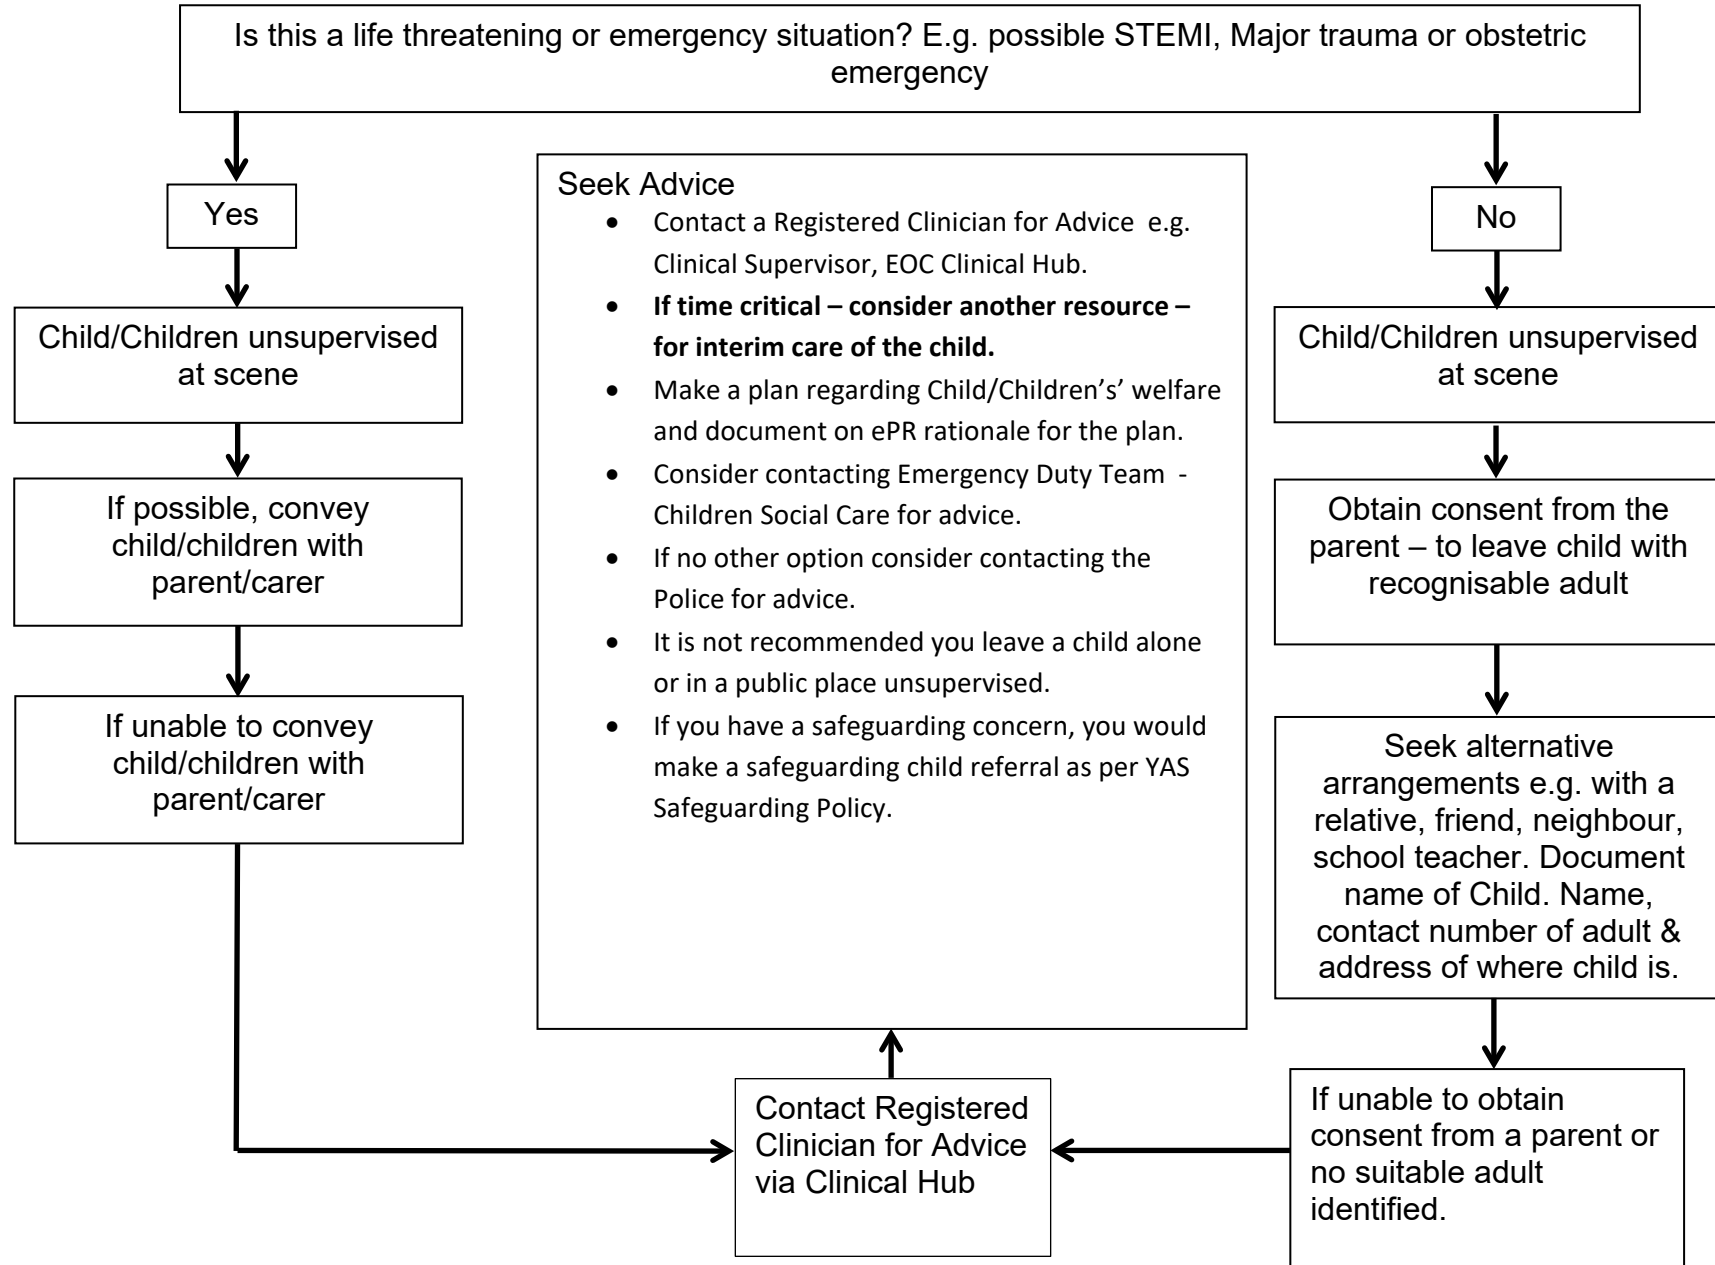 Is this a life threatening or emergency situation? E.g. possible STEMI, Major trauma or obstetric
emergency
Yes
Child/Children unsupervised
at scene
If possible, convey
child/children with
parent/carer
If unable to convey
child/children with
parent/carer
Seek Advice
• Contact a Registered Clinician for Advice  e.g.
Clinical Supervisor, EOC Clinical Hub.
• If time critical – consider another resource –
for interim care of the child.
• Make a plan regarding Child/Children’s’ welfare
and document on ePR rationale for the plan.
• Consider contacting Emergency Duty Team  -
Children Social Care for advice.
• If no other option consider contacting the
Police for advice.
• It is not recommended you leave a child alone
or in a public place unsupervised.
• If you have a safeguarding concern, you would
make a safeguarding child referral as per YAS
Safeguarding Policy.
Contact Registered
Clinician for Advice
via Clinical Hub
No
Child/Children unsupervised
at scene
Obtain consent from the
parent – to leave child with
recognisable adult
Seek alternative
arrangements e.g. with a
relative, friend, neighbour,
school teacher. Document
name of Child. Name,
contact number of adult &
address of where child is.
If unable to obtain
consent from a parent or
no suitable adult
identified.